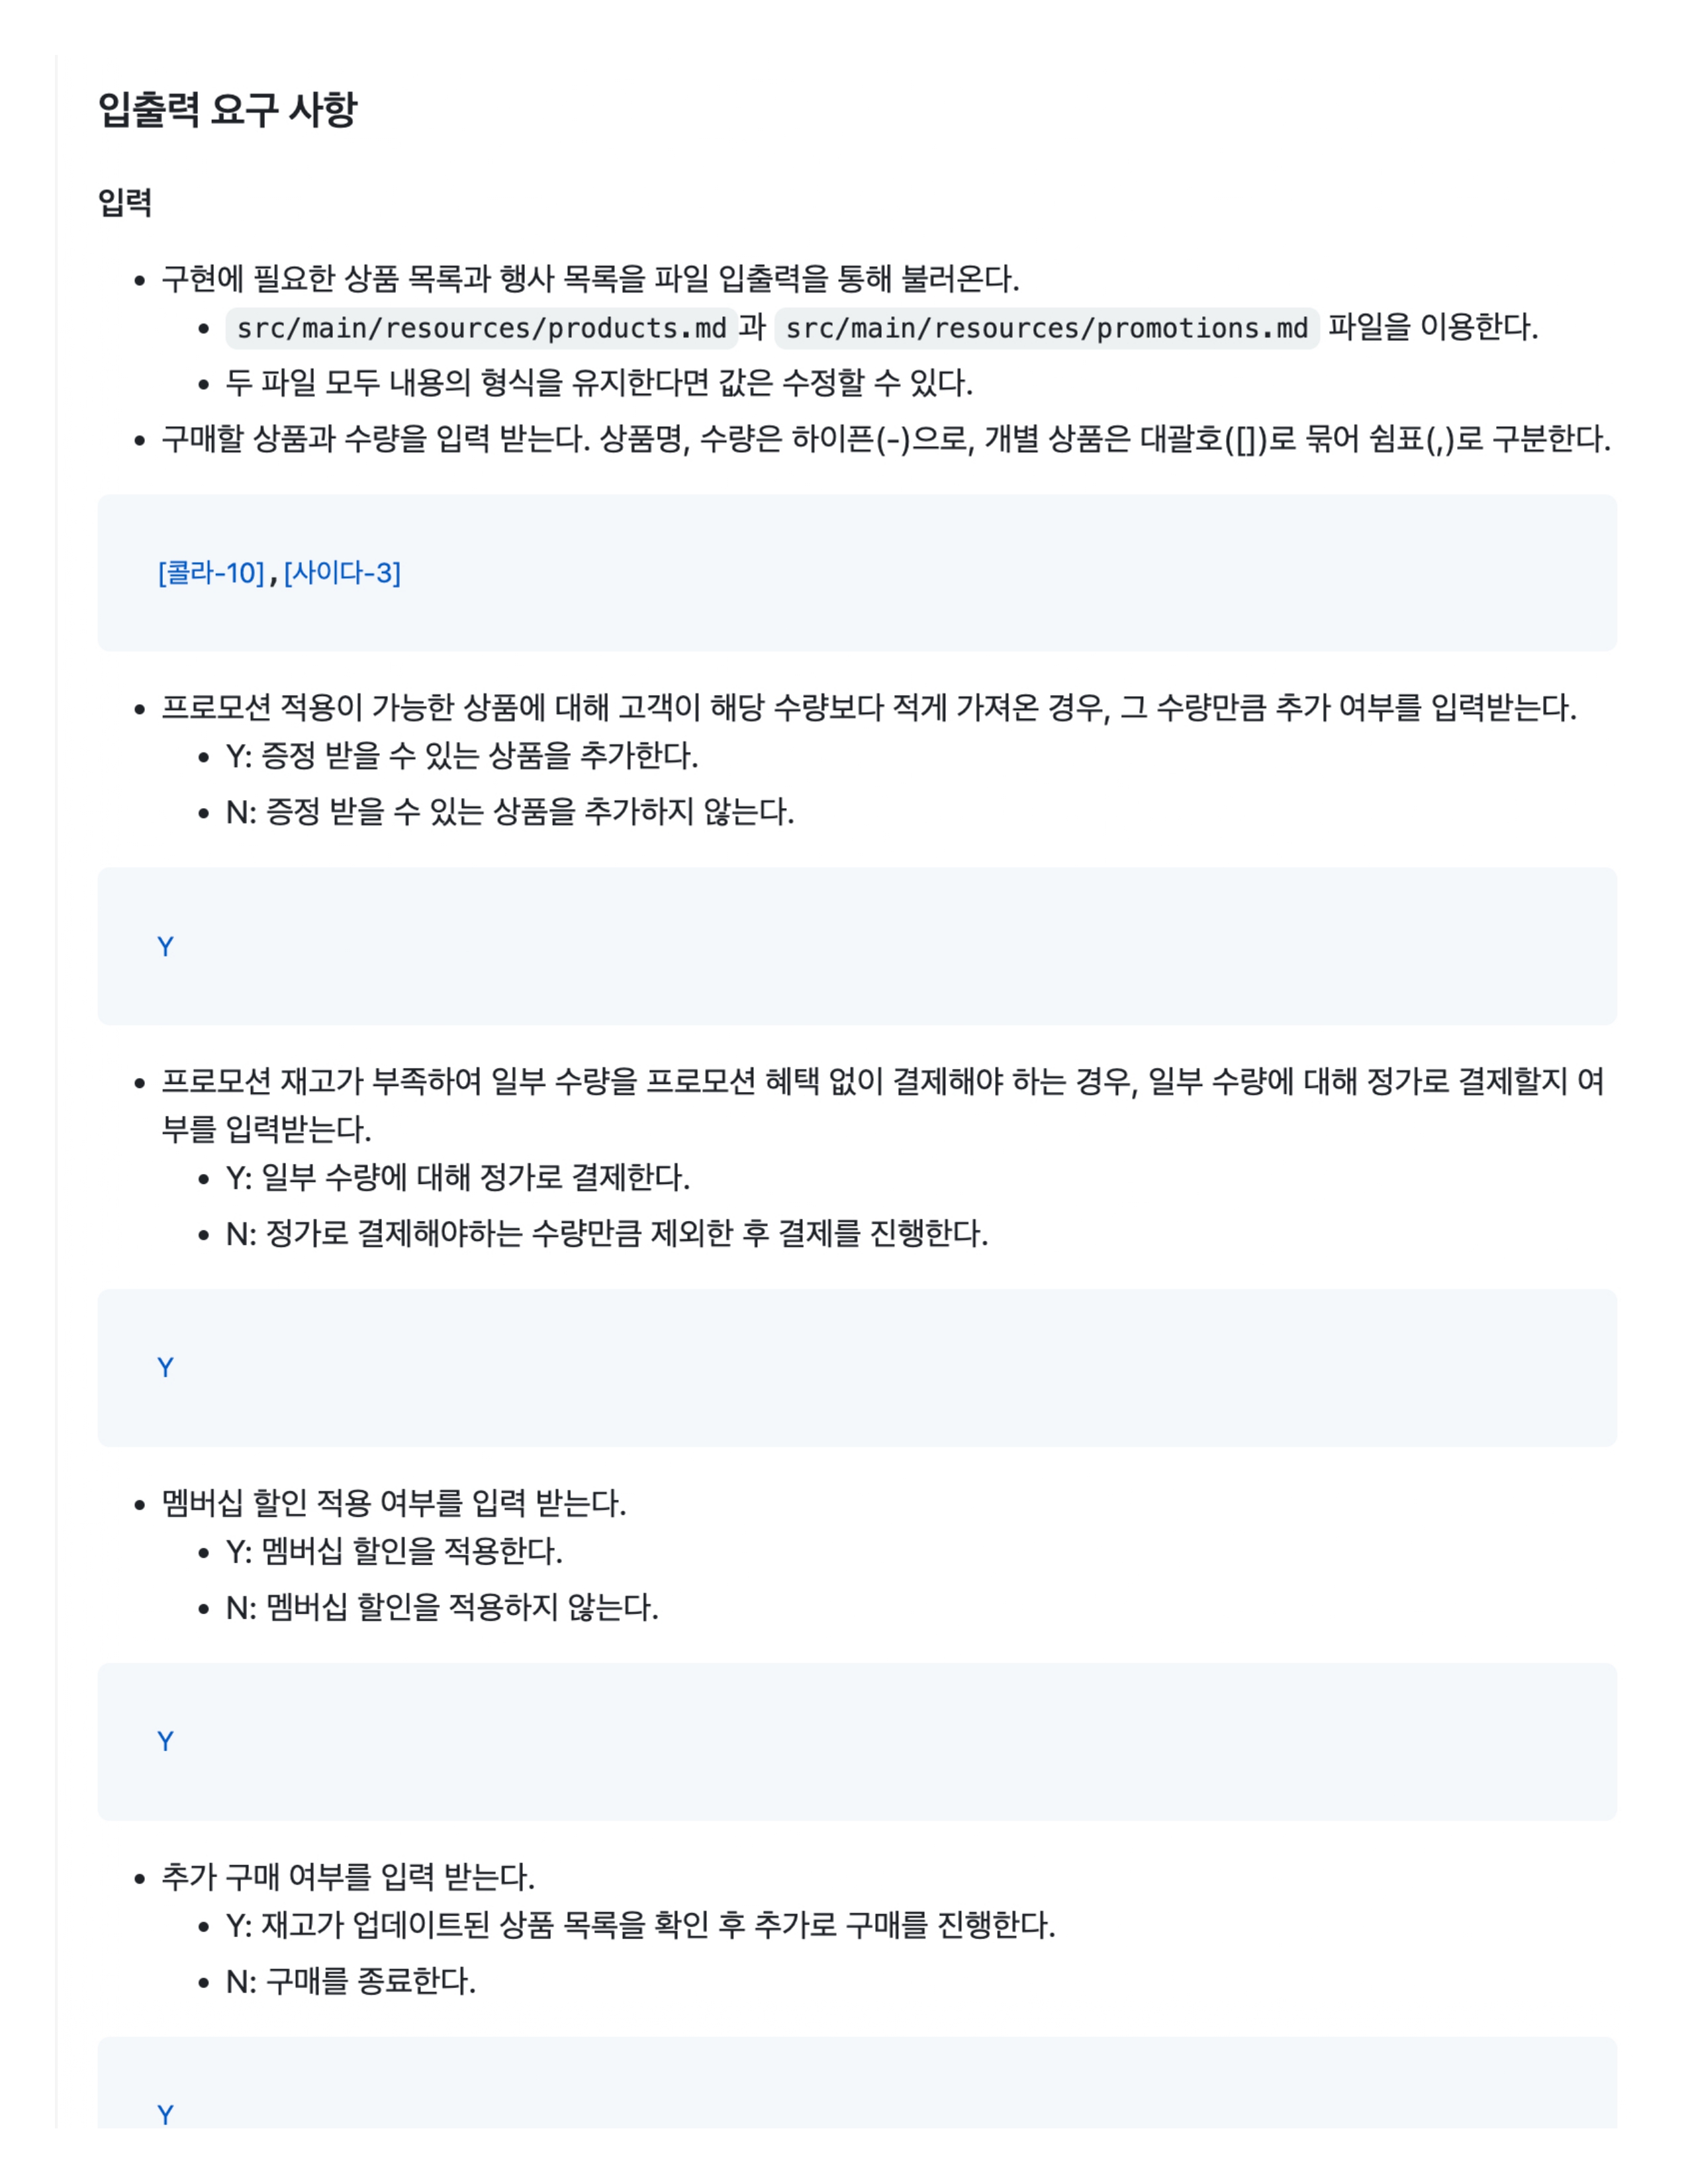 입출력 요구 사항
입력
구현에 필요한 상품 목록과 행사 목록을 파일 입출력을 통해 불러온다.
src/main/resources/products.md과 src/main/resources/promotions.md 파일을 이용한다.
두 파일 모두 내용의 형식을 유지한다면 값은 수정할 수 있다.
구매할 상품과 수량을 입력 받는다. 상품명, 수량은 하이픈(-)으로, 개별 상품은 대괄호([])로 묶어 쉼표(,)로 구분한다.
[콜라-10],[사이다-3]
프로모션 적용이 가능한 상품에 대해 고객이 해당 수량보다 적게 가져온 경우, 그 수량만큼 추가 여부를 입력받는다.
Y: 증정 받을 수 있는 상품을 추가한다.
N: 증정 받을 수 있는 상품을 추가하지 않는다.
Y
프로모션 재고가 부족하여 일부 수량을 프로모션 혜택 없이 결제해야 하는 경우, 일부 수량에 대해 정가로 결제할지 여
부를 입력받는다.
Y: 일부 수량에 대해 정가로 결제한다.
N: 정가로 결제해야하는 수량만큼 제외한 후 결제를 진행한다.
Y
멤버십 할인 적용 여부를 입력 받는다.
Y: 멤버십 할인을 적용한다.
N: 멤버십 할인을 적용하지 않는다.
Y
추가 구매 여부를 입력 받는다.
Y: 재고가 업데이트된 상품 목록을 확인 후 추가로 구매를 진행한다.
N: 구매를 종료한다.
Y